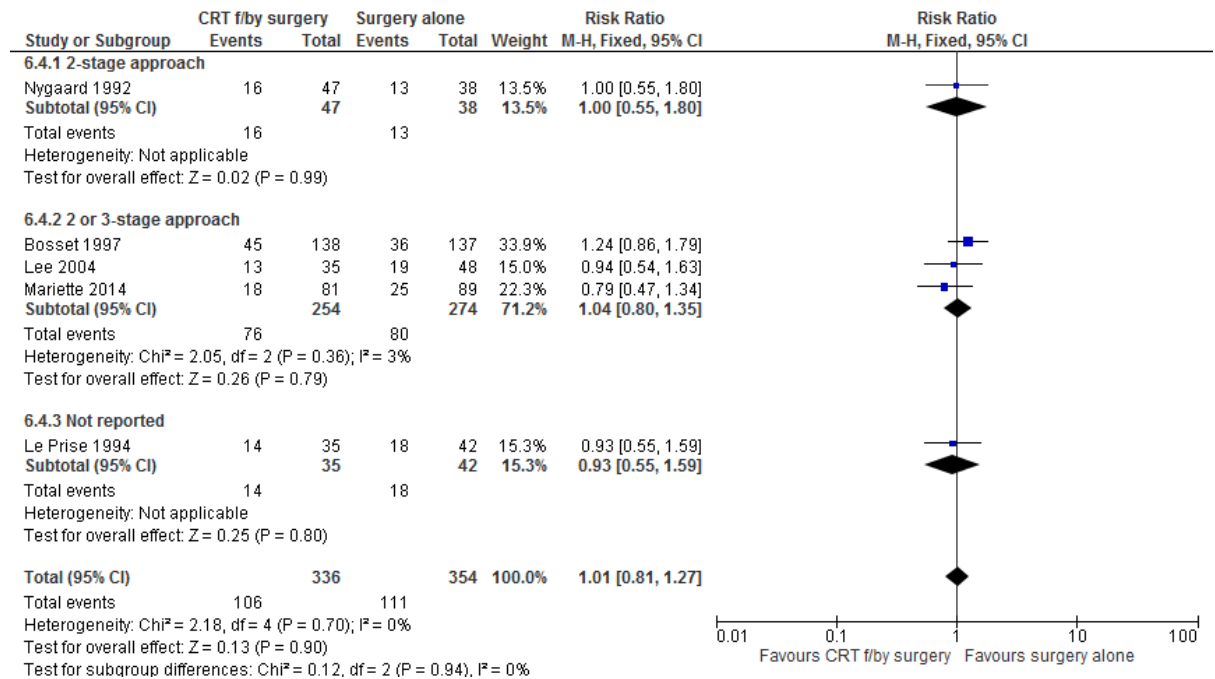 CRT f/by surgery Surgery alone Risk Ratio Risk Ratio
Study or Subgroup Events Total Events Total Weight M-H, Fixed, 95% CI M-H, Fixed, 95% CI
6.4.1 2-stage approach
Nygaard 1992 16 47 13 38 13.5% 1.00 [0.55, 1.80]
Subtotal (95% CI) 47 38 13.5% 1.00 [0.55, 1.80]
Total events 16 13
Heterogeneity: Not applicable
Test for overall effect: Z = 0.02 (P = 0.99)
6.4.2 2 or 3-stage approach
Bosset 1997 45 138 36 137 33.9% 1.24 [0.86, 1.79]
Lee 2004 13 35 19 48 15.0% 0.94 [0.54, 1.63]
Mariette 2014 18 81 25 89 22.3% 0.79 [0.47, 1.34]
Subtotal (95% CI) 254 274 71.2% 1.04 [0.80, 1.35]
Total events 76 80
Heterogeneity: Chi² = 2.05, df = 2 (P = 0.36); I² = 3%
Test for overall effect: Z = 0.26 (P = 0.79)
6.4.3 Not reported
Le Prise 1994 14 35 18 42 15.3% 0.93 [0.55, 1.59]
Subtotal (95% CI) 35 42 15.3% 0.93 [0.55, 1.59]
Total events 14 18
Heterogeneity: Not applicable
Test for overall effect: Z = 0.25 (P = 0.80)
Total (95% CI) 336 354 100.0% 1.01 [0.81, 1.27]
Total events 106 111
Heterogeneity: Chi² = 2.18, df = 4 (P = 0.70); I² = 0%
Test for overall effect: Z = 0.13 (P = 0.90)
Test for subgroup differences: Chi² = 0.12, df = 2 (P = 0.94), I² = 0%
0.01 0.1 1 10 100
Favours CRT f/by surgery Favours surgery alone